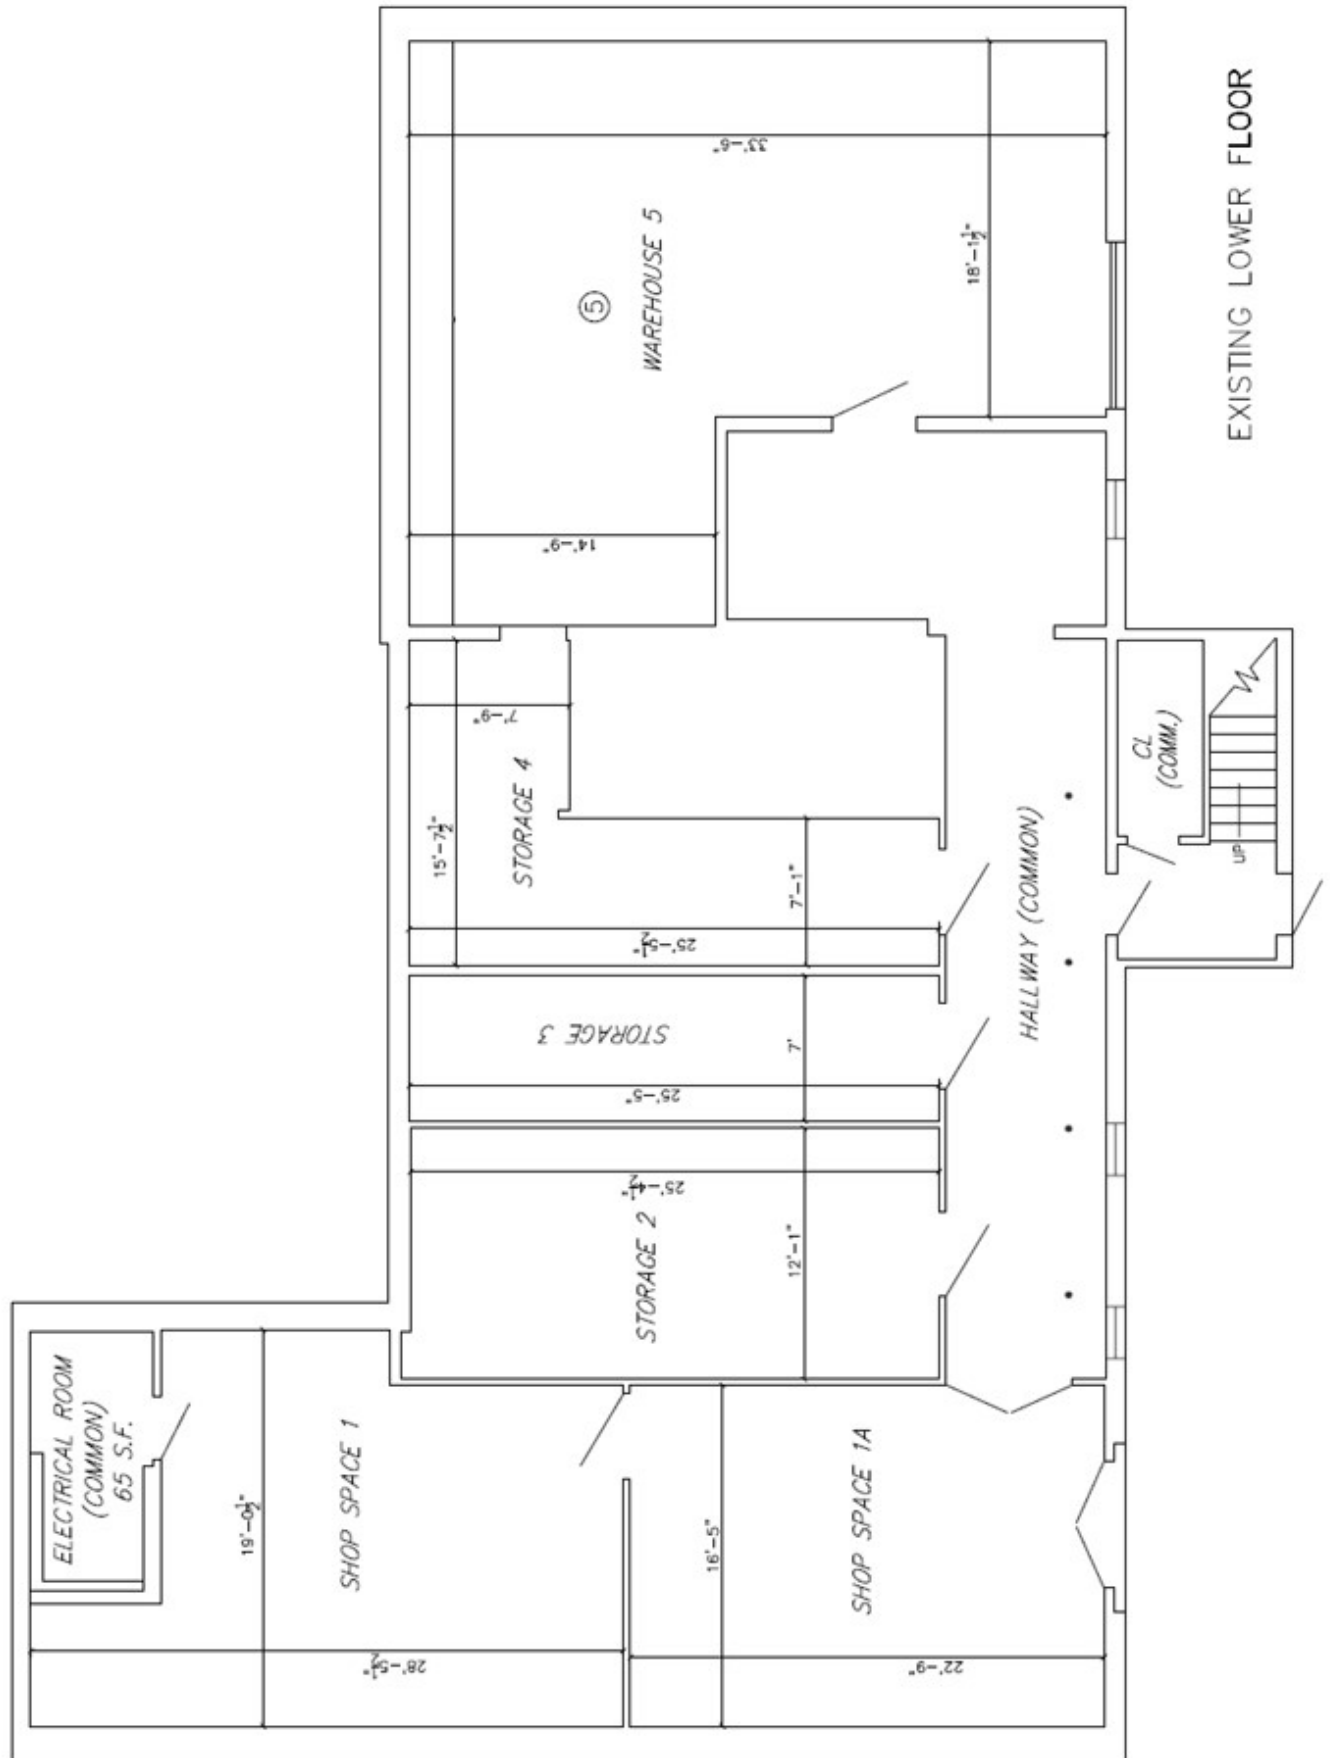 ELECTRICAL ROOM
(COMMON)
65 S.F.
19'-0½"
SHOP SPACE 1
28'-5½"
16'-5"
SHOP SPACE 1A
22'-9"
25'-4½"
STORAGE 2
12'-1"
STORAGE 3
7'
25'-5"
15'-7½"
STORAGE 4
7'-9"
7'-1"
25'-5½"
HALLWAY (COMMON)
CL
(COMM.)
UP
14'-9"
5
WAREHOUSE 5
33'-6"
18'-1½"
EXISTING LOWER FLOOR